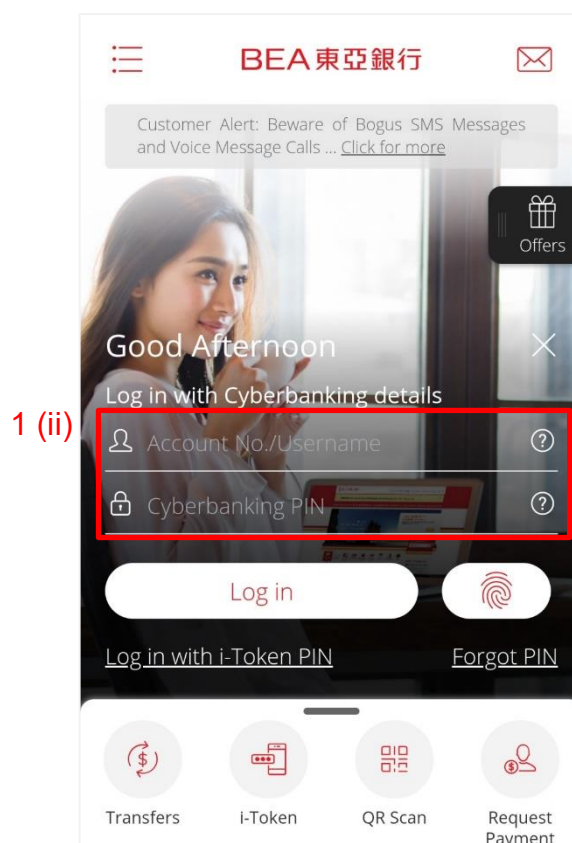 BEA東亞銀行
Customer Alert: Beware of Bogus SMS Messages
and Voice Message Calls ... Click for more
Offers
Good Afternoon
Log in with Cyberbanking details
1 (ii)
Account No./Username
Cyberbanking PIN
Log in
Log in with i-Token PIN
Forgot PIN
Transfers
i-Token
QR Scan
Request
Payment